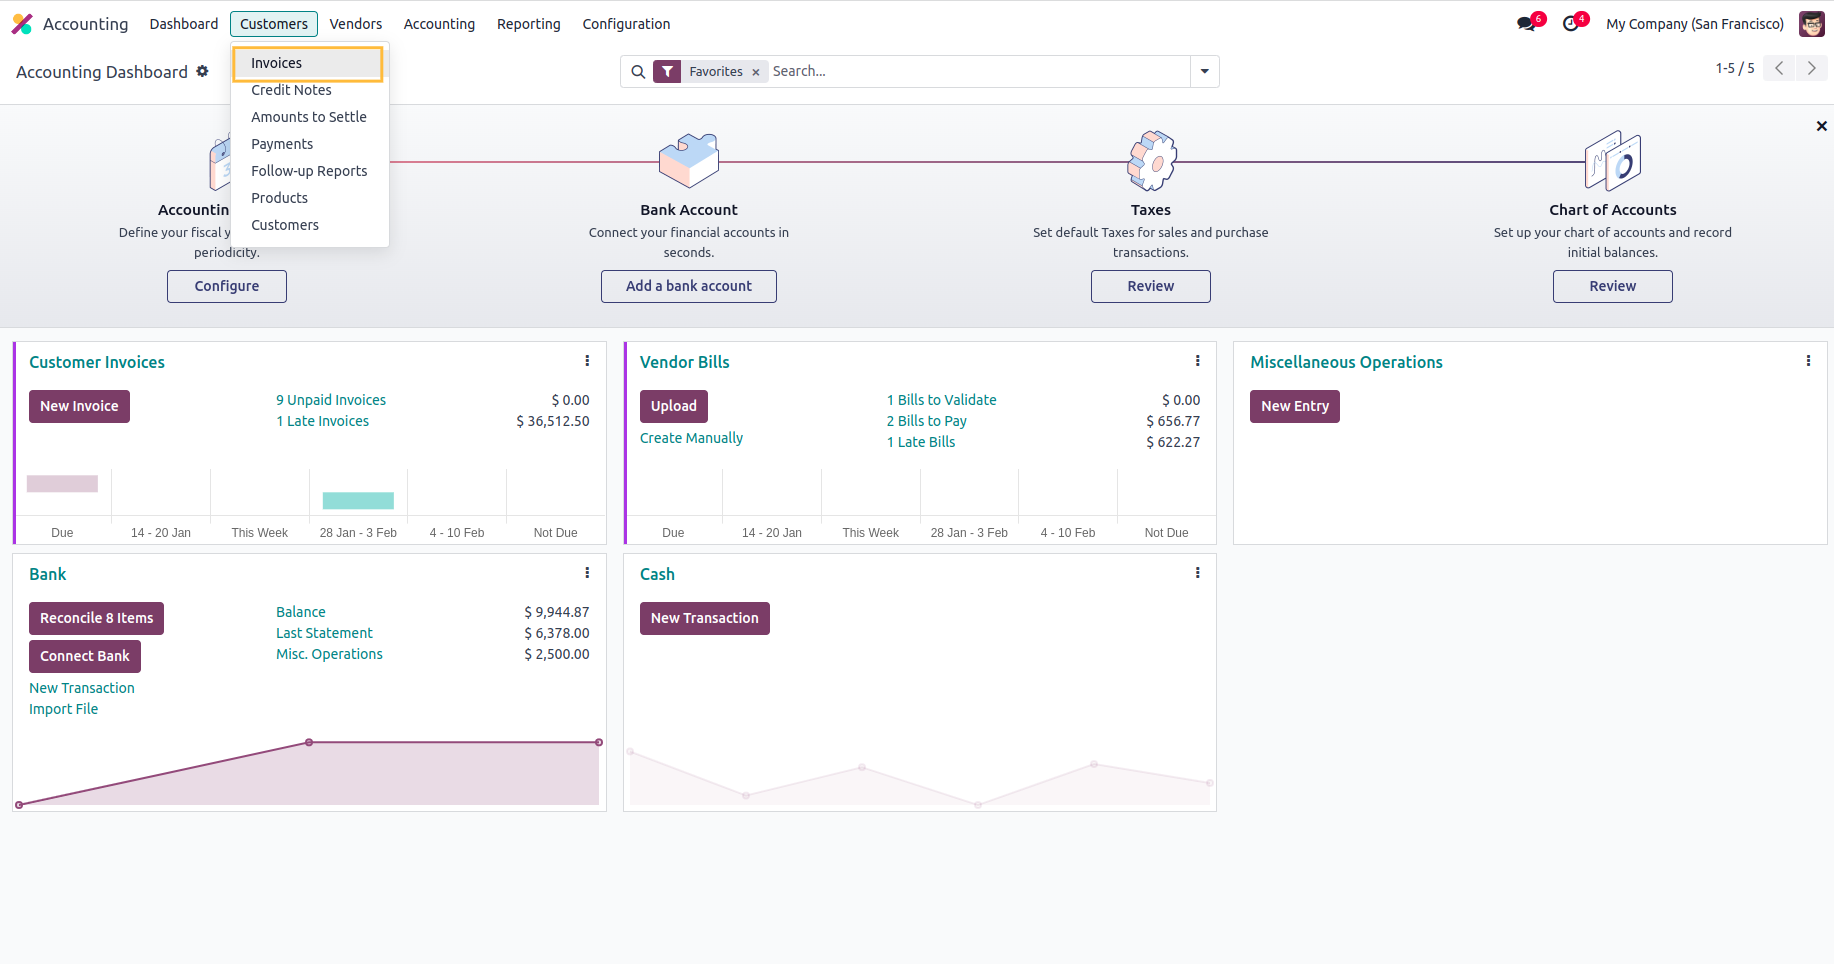 Accounting Dashboard Customers Vendors Accounting Reporting Configuration 6 4 My Company (San Francisco)
Accounting Dashboard Favorites × Search... 1-5 / 5
Invoices
Credit Notes
Amounts to Settle
Payments
Follow-up Reports
Products
Customers
Define your fiscal
periodicity.
Configure
Bank Account
Connect your financial accounts in
seconds.
Add a bank account
Taxes
Set default Taxes for sales and purchase
transactions.
Review
Chart of Accounts
Set up your chart of accounts and record
initial balances.
Review
Customer Invoices
New Invoice
9 Unpaid Invoices $ 0.00
1 Late Invoices $ 36,512.50
Due 14 - 20 Jan This Week 28 Jan - 3 Feb 4 - 10 Feb Not Due
Vendor Bills
Upload
Create Manually
1 Bills to Validate $ 0.00
2 Bills to Pay $ 656.77
1 Late Bills $ 622.27
Due 14 - 20 Jan This Week 28 Jan - 3 Feb 4 - 10 Feb Not Due
Miscellaneous Operations
New Entry
Bank
Reconcile 8 Items
Connect Bank
New Transaction
Import File
Balance $ 9,944.87
Last Statement $ 6,378.00
Misc. Operations $ 2,500.00
Cash
New Transaction